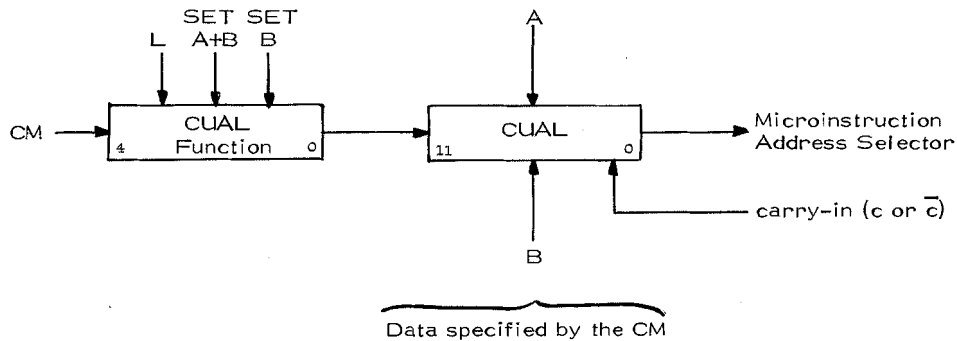 SET SET
L A+B B
A
CM
CUAL
Function
4 0
CUAL
11 0
Microinstruction
Address Selector
carry-in (c or c̅)
B
Data specified by the CM